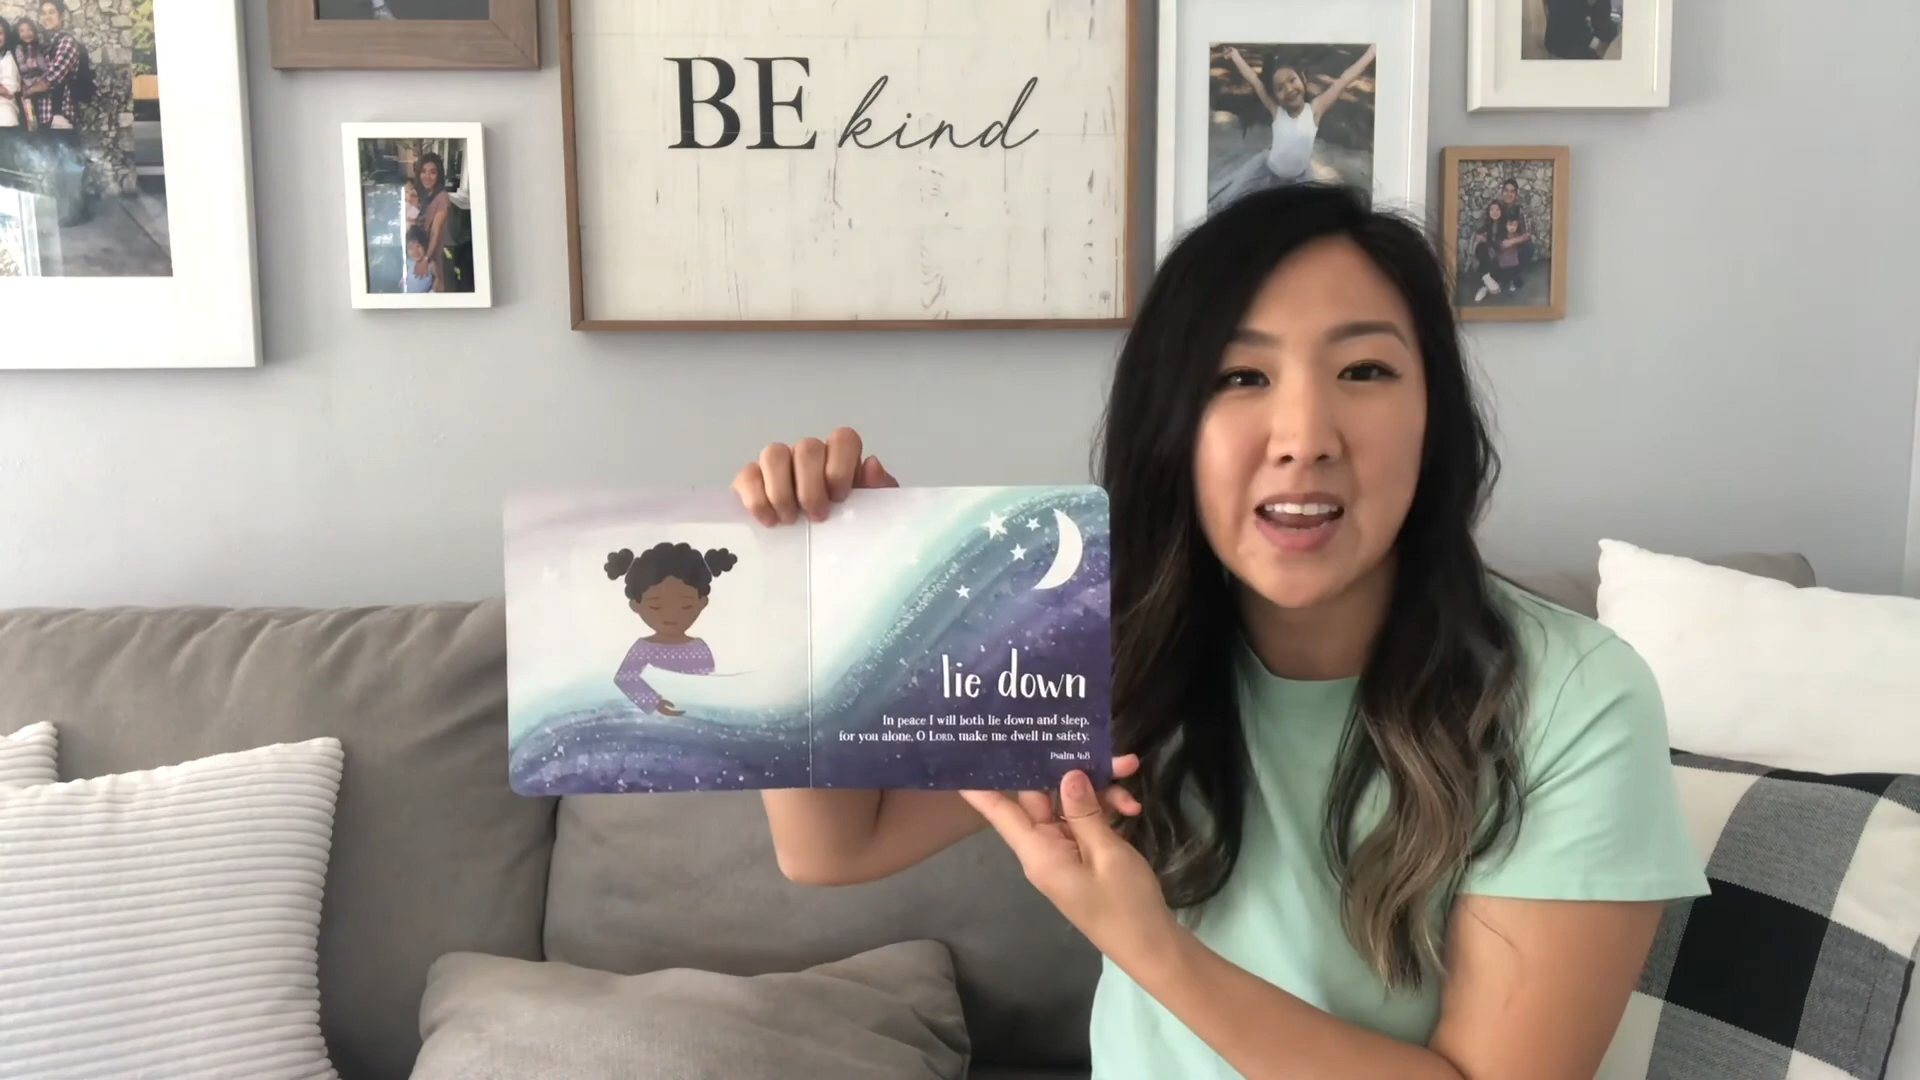 BE kind
lie down
In peace I will both lie down and sleep,
for you alone, O LORD, make me dwell in safety.
Psalm 4:8